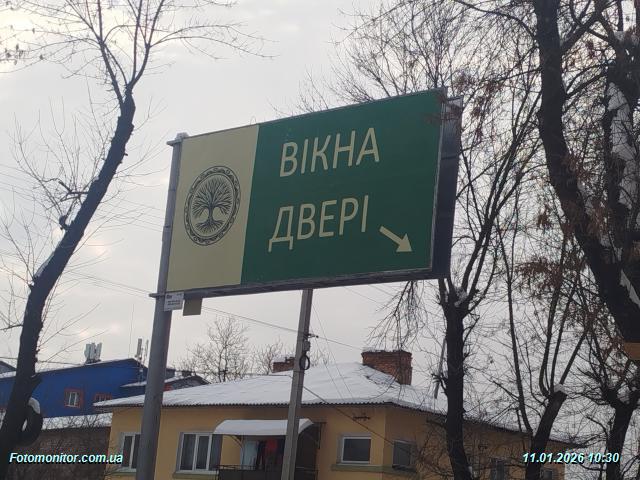 ВІКНА
ДВЕРІ
Fotomonitor.com.ua
11.01.2026 10:30